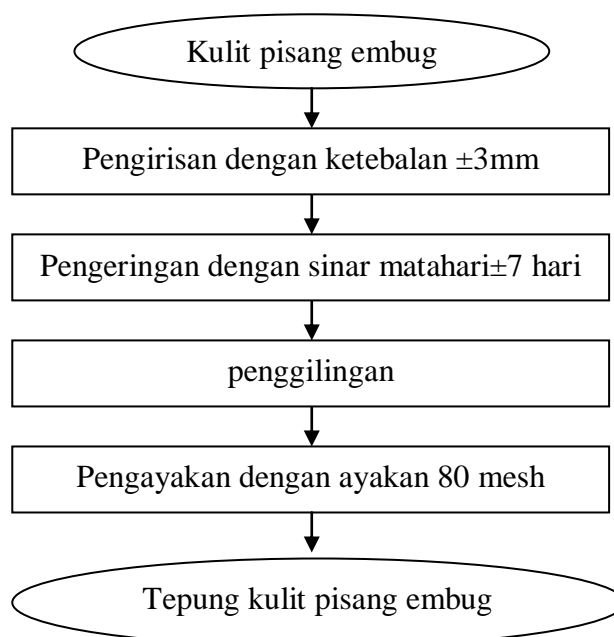 Kulit pisang embug
Pengirisan dengan ketebalan ±3mm
Pengeringan dengan sinar matahari±7 hari
penggilingan
Pengayakan dengan ayakan 80 mesh
Tepung kulit pisang embug